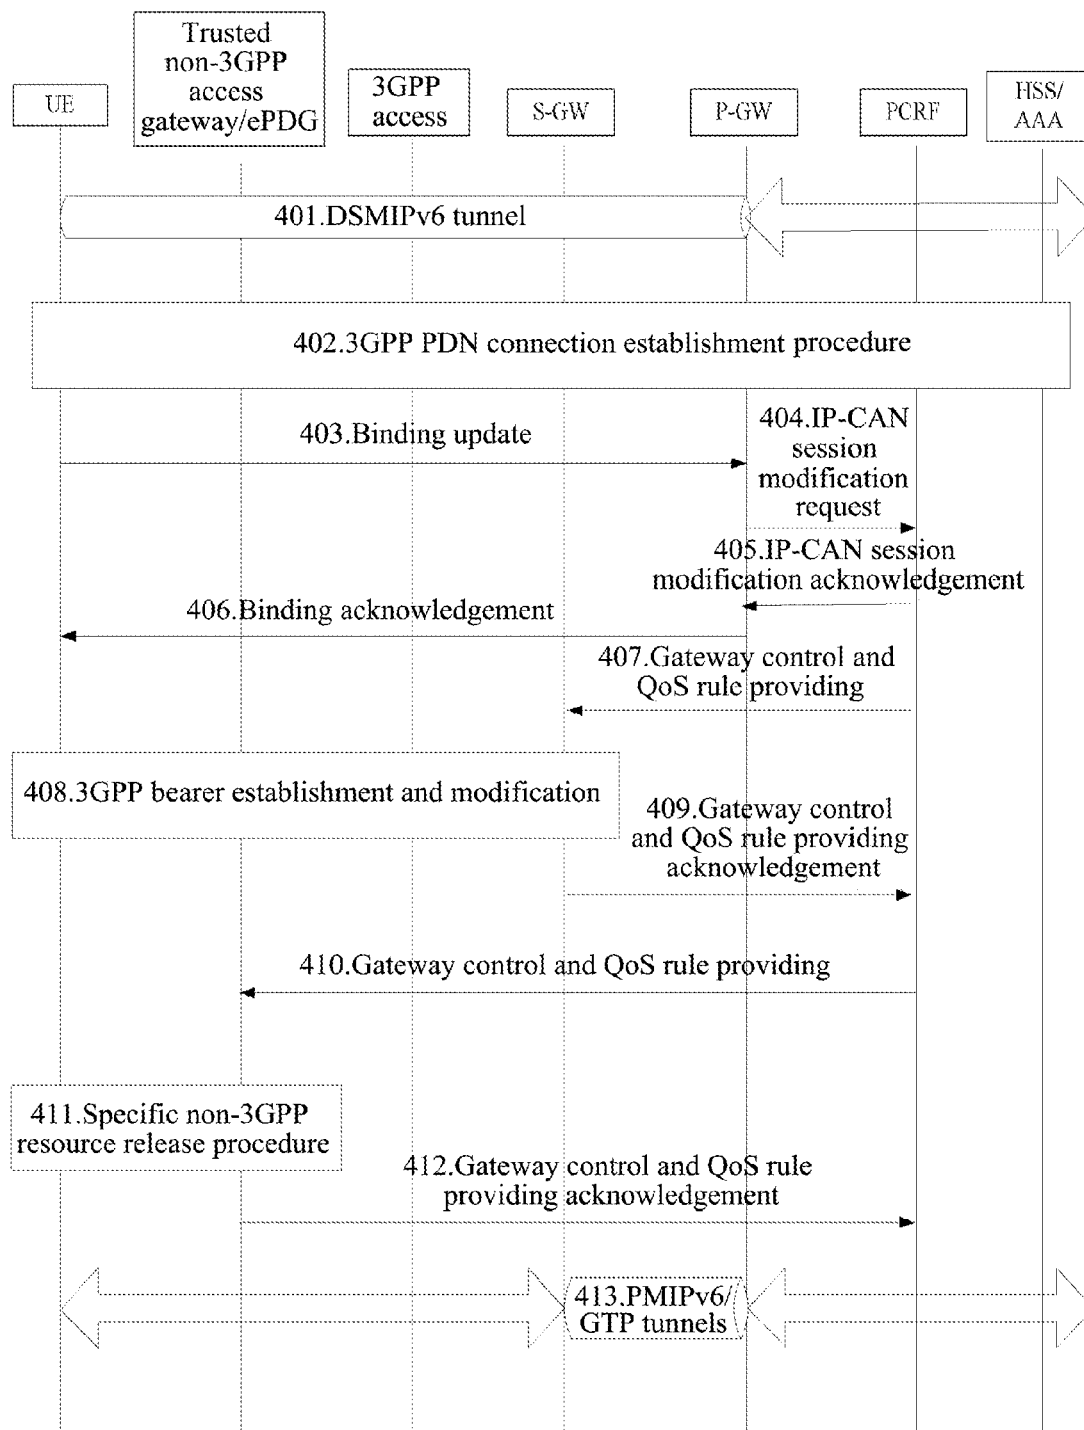 UE
Trusted
non-3GPP
access
gateway/ePDG
3GPP
access
S-GW
P-GW
PCRF
HSS/
AAA
401.DSMIPv6 tunnel
402.3GPP PDN connection establishment procedure
403.Binding update
404.IP-CAN
session
modification
request
405.IP-CAN session
modification acknowledgement
406.Binding acknowledgement
407.Gateway control and
QoS rule providing
408.3GPP bearer establishment and modification
409.Gateway control
and QoS rule providing
acknowledgement
410.Gateway control and QoS rule providing
411.Specific non-3GPP
resource release procedure
412.Gateway control and QoS rule
providing acknowledgement
413.PMIPv6/
GTP tunnels